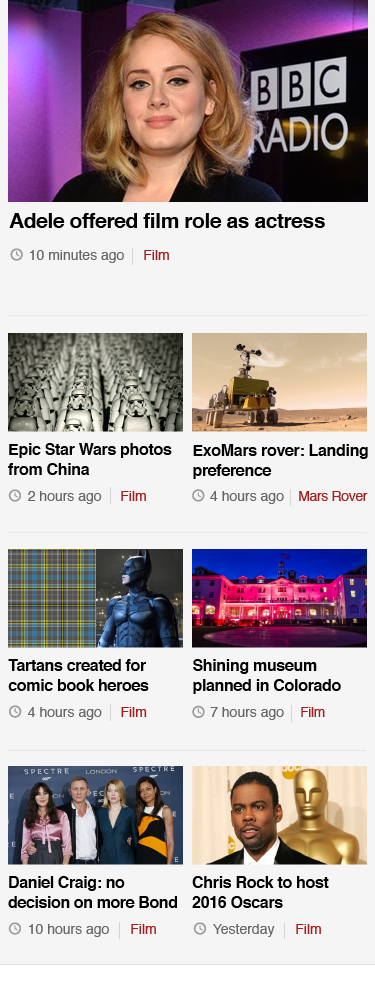 BBC
RADIO
Adele offered film role as actress
10 minutes ago Film
Epic Star Wars photos
from China
2 hours ago Film
ExoMars rover: Landing
preference
4 hours ago Mars Rover
Tartans created for
comic book heroes
4 hours ago Film
Shining museum
planned in Colorado
7 hours ago Film
SPECTRE LONDON SPECTRE
Daniel Craig: no
decision on more Bond
10 hours ago Film
Chris Rock to host
2016 Oscars
Yesterday Film